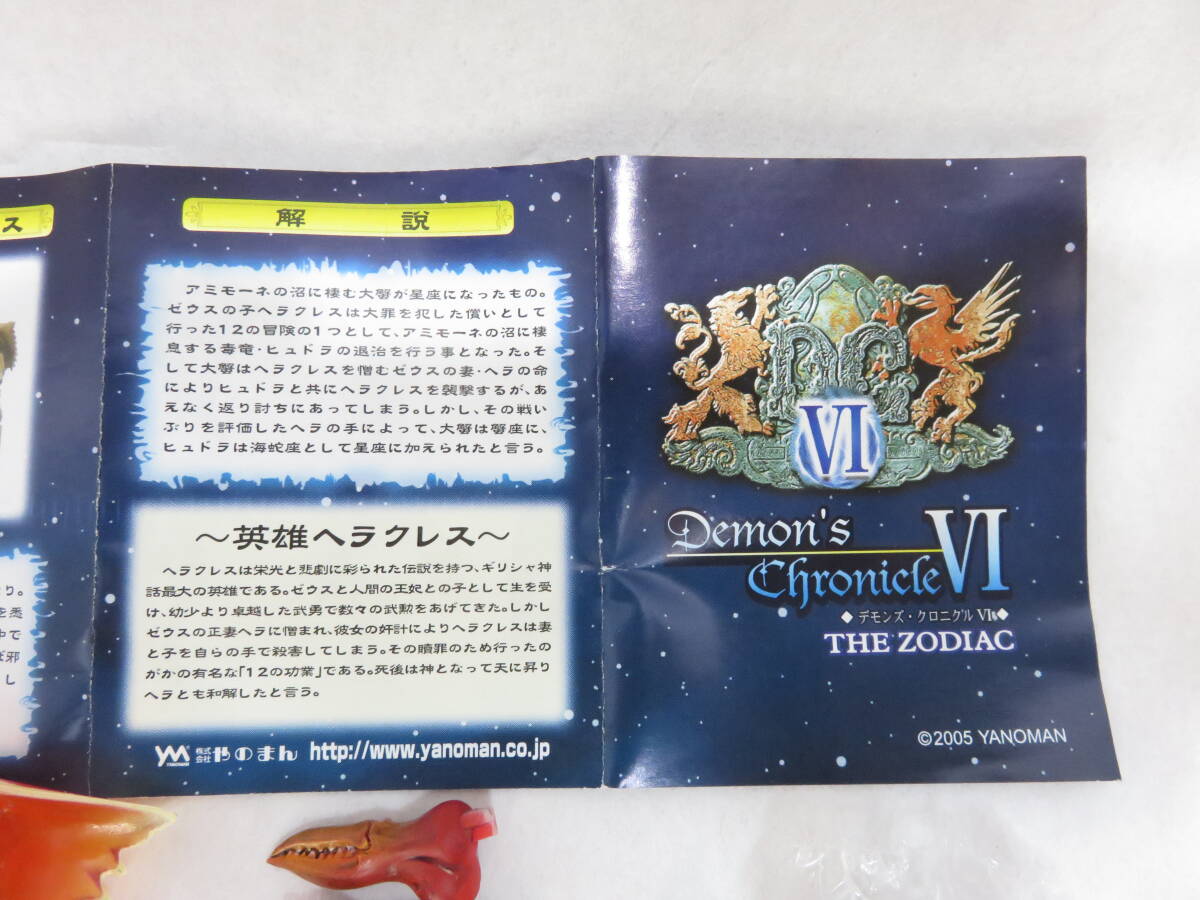 ス
り。
を悉
中で
ば邪
し
解 説
アミモーネの沼に棲む大蟹が星座になったもの。
ゼウスの子ヘラクレスは大罪を犯した償いとして
行った12の冒険の1つとして、アミモーネの沼に棲
息する毒竜・ヒュドラの退治を行う事となった。そ
して大蟹はヘラクレスを憎むゼウスの妻・ヘラの命
によりヒュドラと共にヘラクレスを襲撃するが、あ
えなく返り討ちにあってしまう。しかし、その戦い
ぶりを評価したヘラの手によって、大蟹は蟹座に、
ヒュドラは海蛇座として星座に加えられたと言う。
～英雄ヘラクレス～
ヘラクレスは栄光と悲劇に彩られた伝説を持つ、ギリシャ神
話最大の英雄である。ゼウスと人間の王妃との子として生を受
け、幼少より卓越した武勇で数々の武勲をあげてきた。しかし
ゼウスの正妻ヘラに憎まれ、彼女の奸計によりヘラクレスは妻
と子を自らの手で殺害してしまう。その贖罪のため行ったの
がかの有名な「12の功業」である。死後は神となって天に昇り
ヘラとも和解したと言う。
YM YANOMAN 株式会社 やのまん http://www.yanoman.co.jp
DC
VI
Demon's
Chronicle VI
◆ デモンズ・クロニクル VI ◆
THE ZODIAC
©2005 YANOMAN